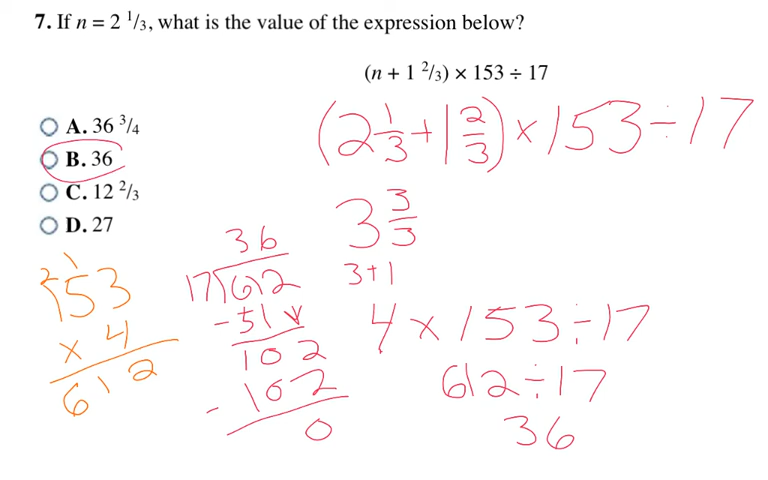 7. If n = 2 1/3, what is the value of the expression below?
(n + 1 2/3) × 153 ÷ 17
A. 36 3/4
B. 36
C. 12 2/3
D. 27
(2 1/3 + 1 2/3) × 153 ÷ 17
3 3/3
3 + 1
4 × 153 ÷ 17
612 ÷ 17
36
2 1
153
× 4
612
36
17 612
- 51
102
- 102
0